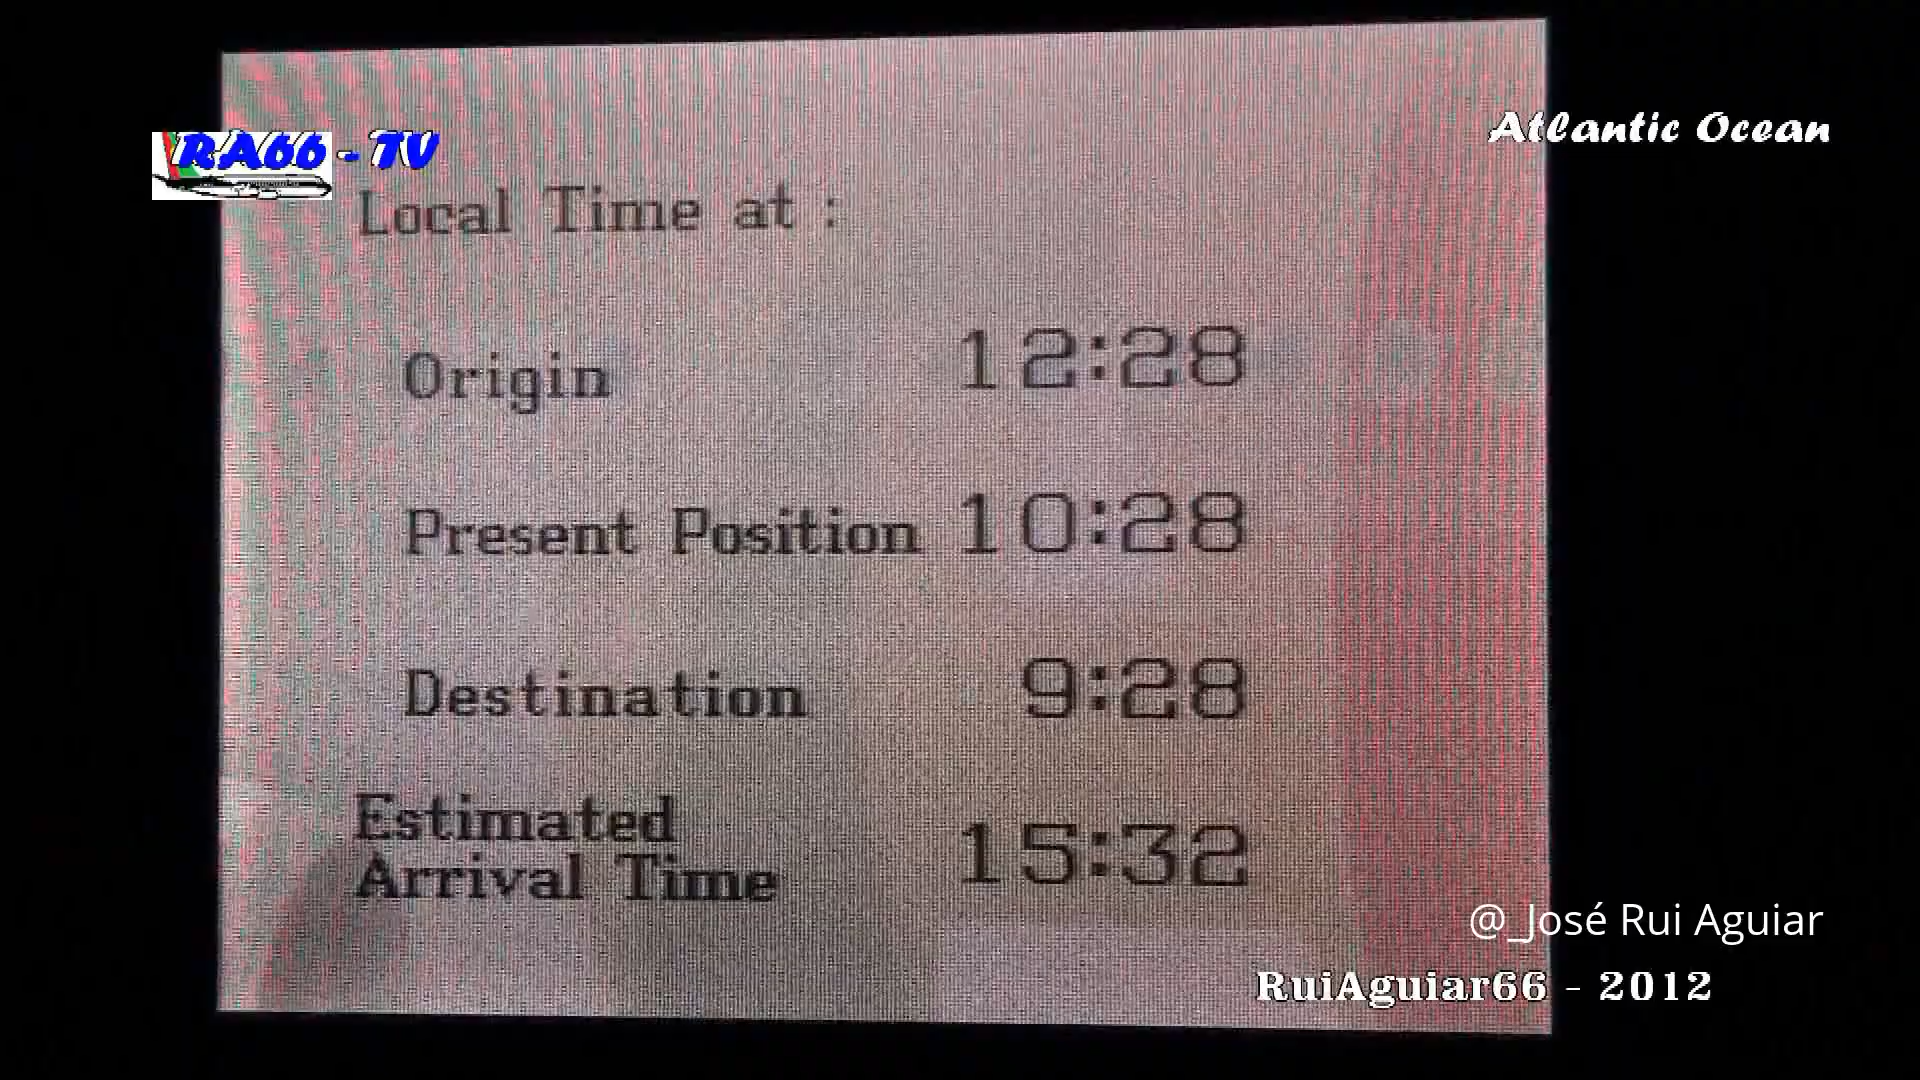 Atlantic Ocean
RA66 - TV
Local Time at :
Origin 12:28
Present Position 10:28
Destination 9:28
Estimated
Arrival Time 15:32
@_José Rui Aguiar
RuiAguiar66 - 2012